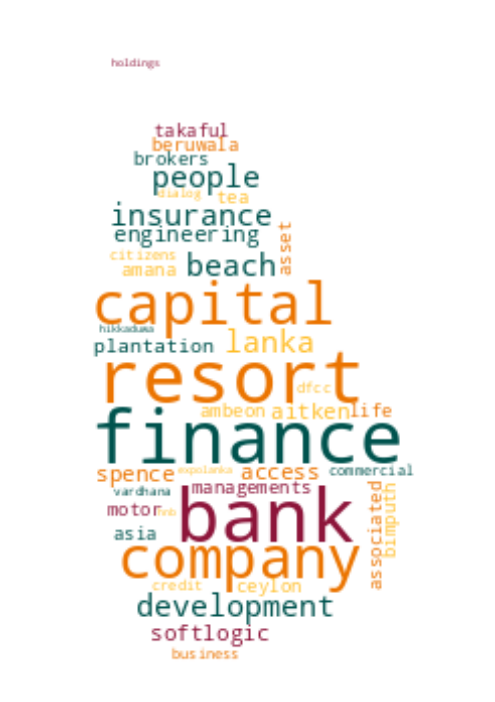 holdings
takaful
beruwala
brokers
people
dialog tea
insurance
engineering
asset
citizens
amana beach
capital
hikkaduwa
plantation lanka
resort
dfcc
ambeon aitken life
finance
spence expolanka access commercial
vardhana managements
motor fnb bank
asia
associated
bimputh
company
credit ceylon
development
softlogic
business